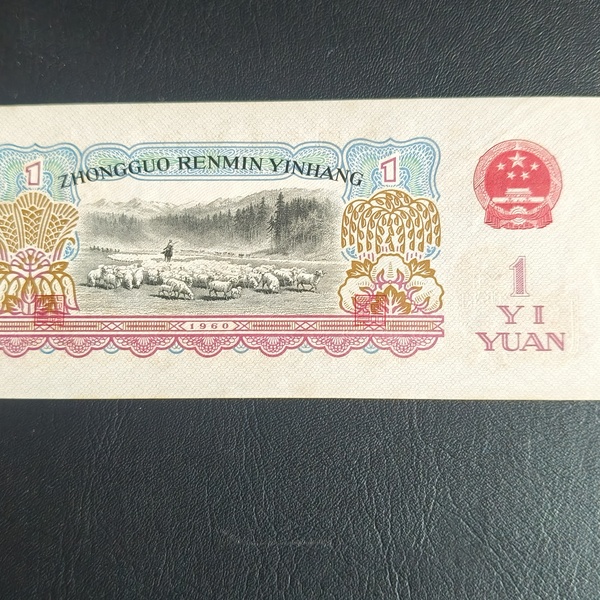 1 ZHONGGUO RENMIN YINHANG 1
1960
1
YI
YUAN